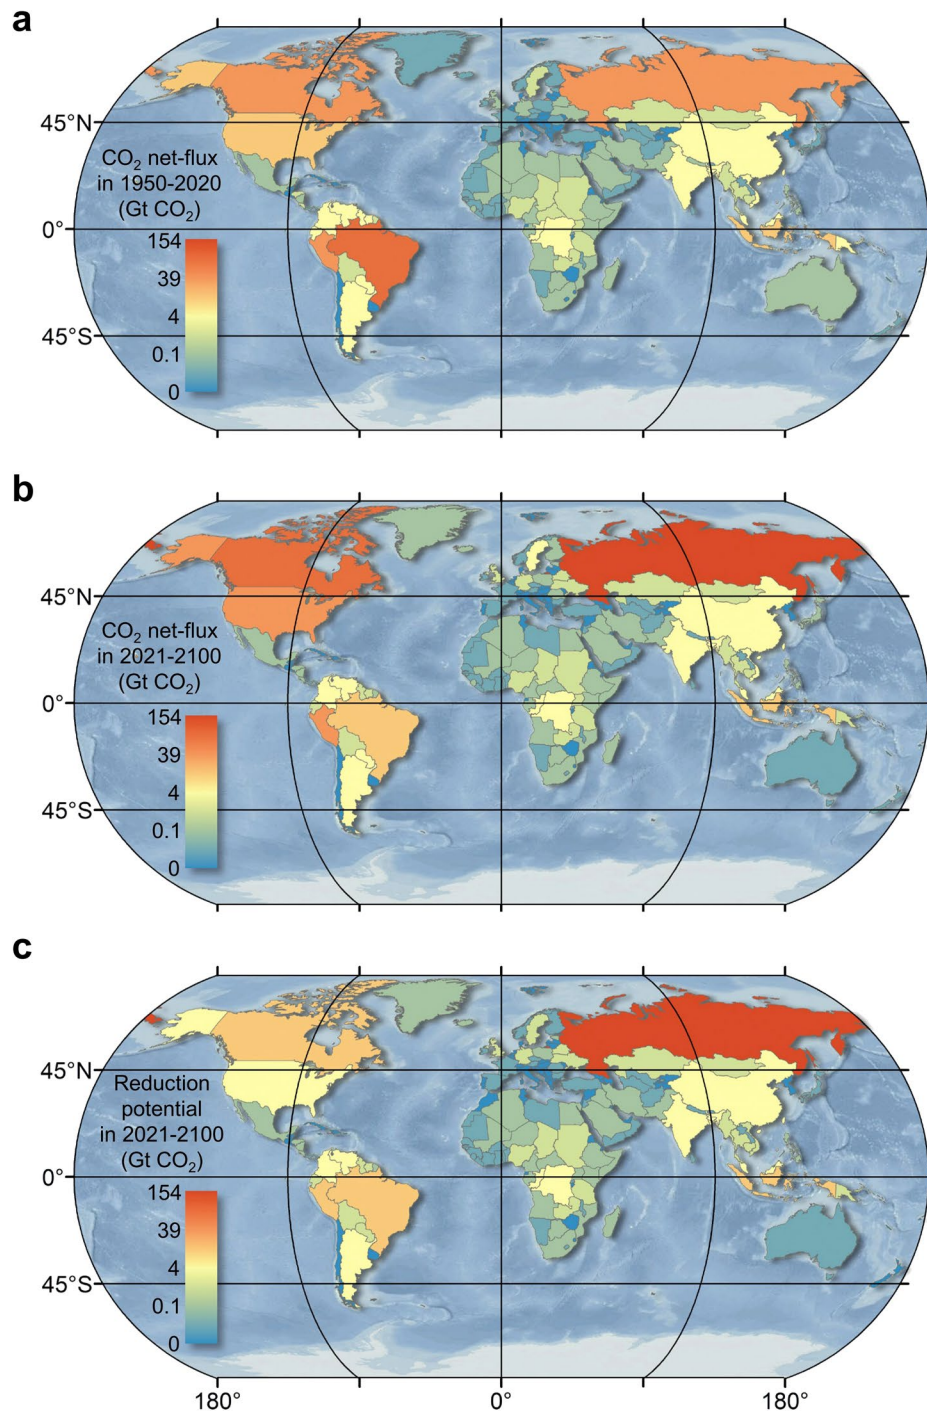 a
45°N
CO₂ net-flux
in 1950-2020
(Gt CO₂)
0°
154
39
4
45°S
0.1
0
b
45°N
CO₂ net-flux
in 2021-2100
(Gt CO₂)
0°
154
39
4
45°S
0.1
0
c
45°N
Reduction
potential
in 2021-2100
(Gt CO₂)
0°
154
39
4
45°S
0.1
0
180° 0° 180°